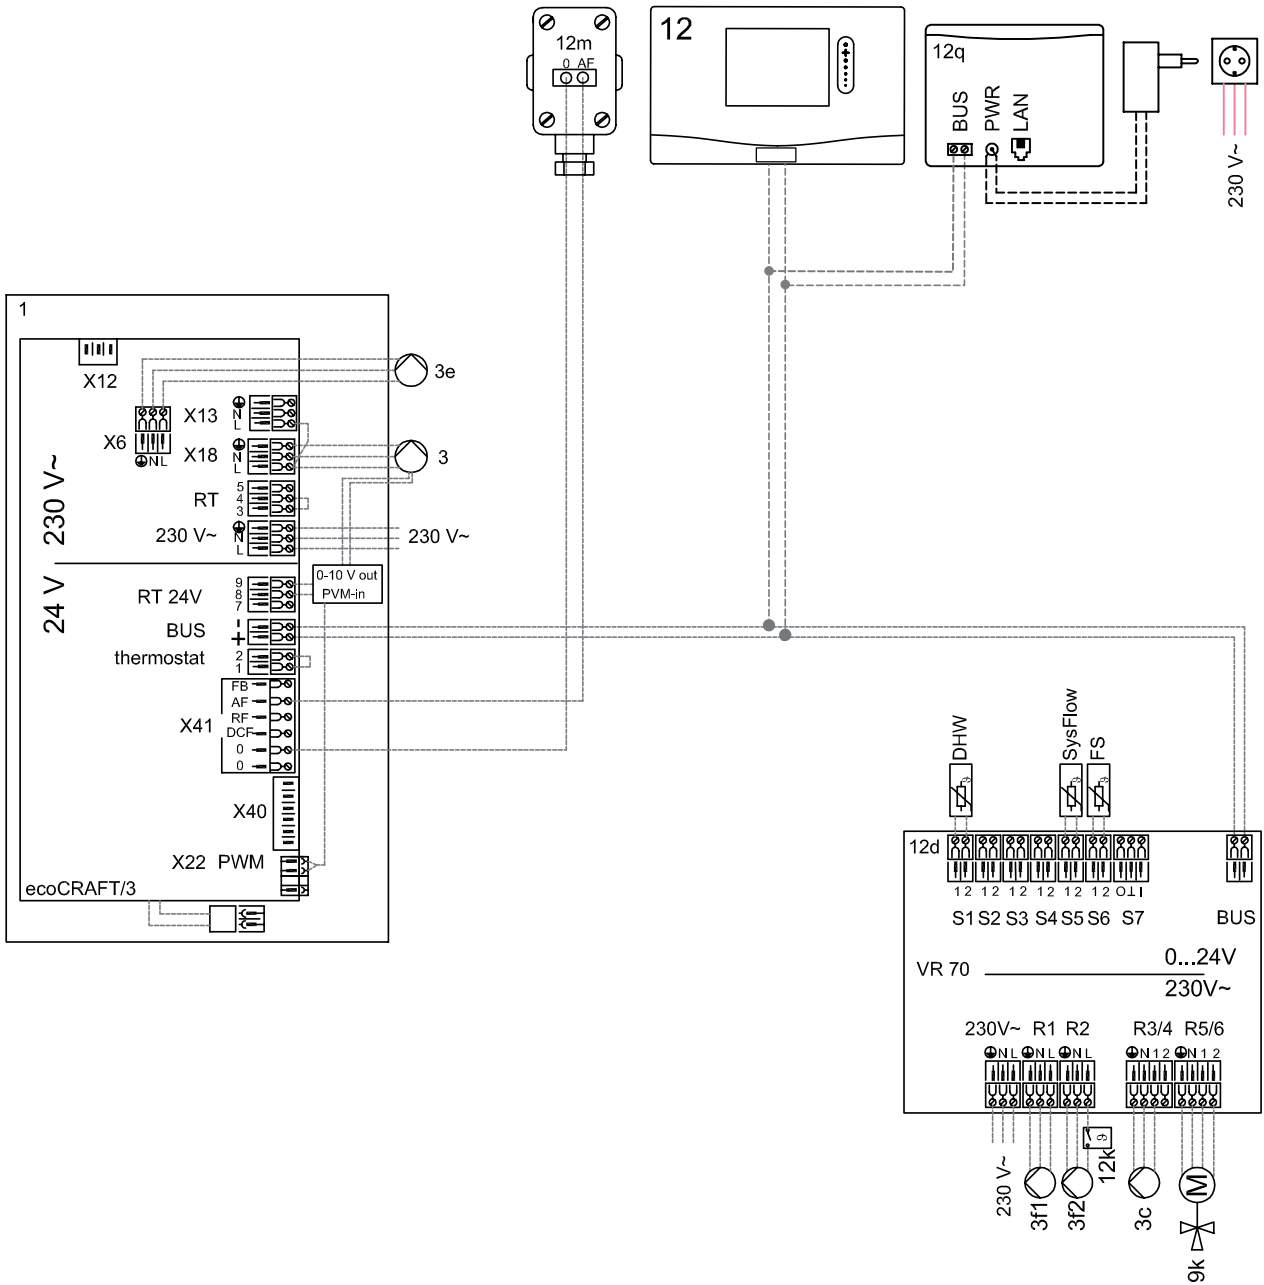 12m
0 AF
12
12q
BUS
PWR
LAN
230 V~
1
X12
3e
X6
N L
X13
N
L
X18
N
L
3
RT
5
4
3
230 V~
N
L
230 V~
230 V~
24 V
RT 24V
9
8
7
0-10 V out
PVM-in
BUS
-
+
thermostat
2
1
X41
FB
AF
RF
DCF
0
0
X40
X22 PWM
ecoCRAFT/3
DHW
SysFlow
FS
12d
1 2 1 2 1 2 1 2 1 2 1 2 O T I
S1 S2 S3 S4 S5 S6 S7 BUS
VR 70
0...24V
230V~
230V~ R1 R2 R3/4 R5/6
N L N L N L N 1 2 N 1 2
230 V~
3f1
3f2
12k
3c
M
9k